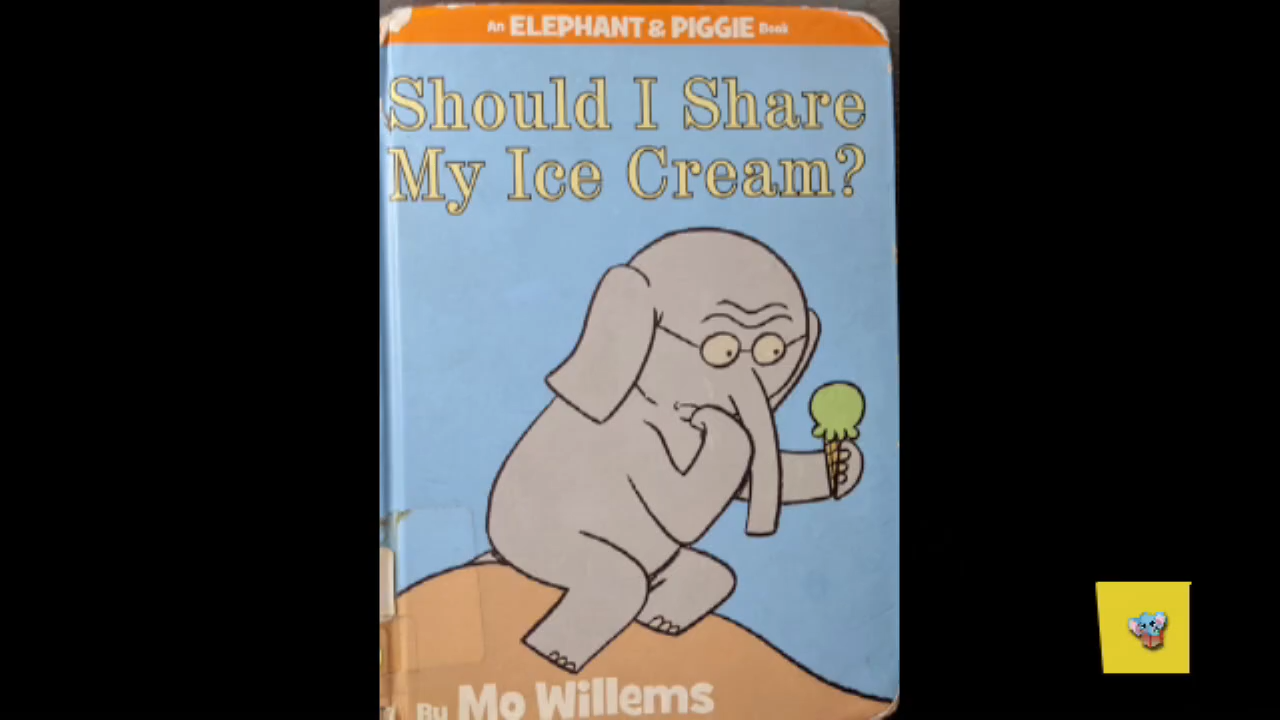 An ELEPHANT & PIGGIE Book
Should I Share
My Ice Cream?
By Mo Willems